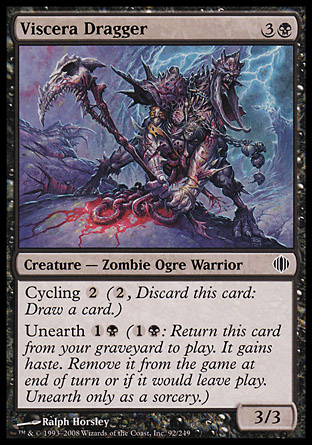 Viscera Dragger 3
Creature — Zombie Ogre Warrior
Cycling 2 (2, Discard this card:
Draw a card.)
Unearth 1 (1 : Return this card
from your graveyard to play. It gains
haste. Remove it from the game at
end of turn or if it would leave play.
Unearth only as a sorcery.)
Ralph Horsley
3/3
™ & © 1993–2008 Wizards of the Coast, Inc. 92/249